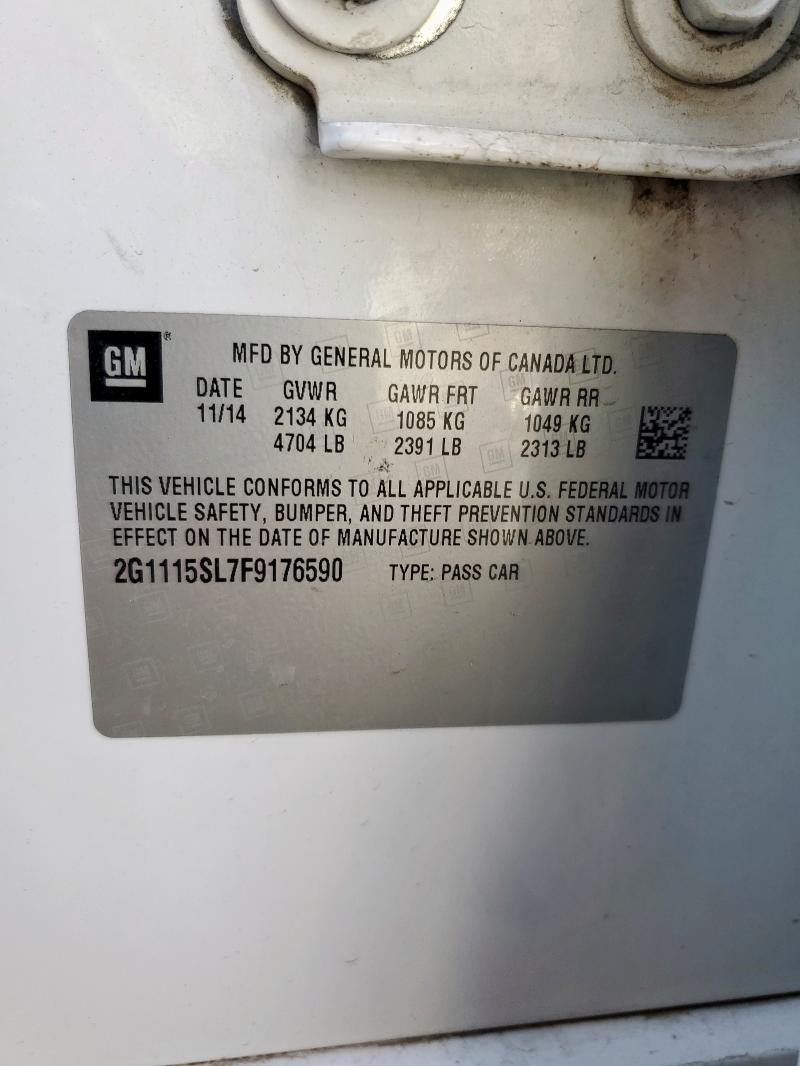 GM ®
MFD BY GENERAL MOTORS OF CANADA LTD.
DATE GVWR GAWR FRT GAWR RR
11/14 2134 KG 1085 KG 1049 KG
4704 LB 2391 LB 2313 LB
THIS VEHICLE CONFORMS TO ALL APPLICABLE U.S. FEDERAL MOTOR
VEHICLE SAFETY, BUMPER, AND THEFT PREVENTION STANDARDS IN
EFFECT ON THE DATE OF MANUFACTURE SHOWN ABOVE.
2G1115SL7F9176590 TYPE: PASS CAR